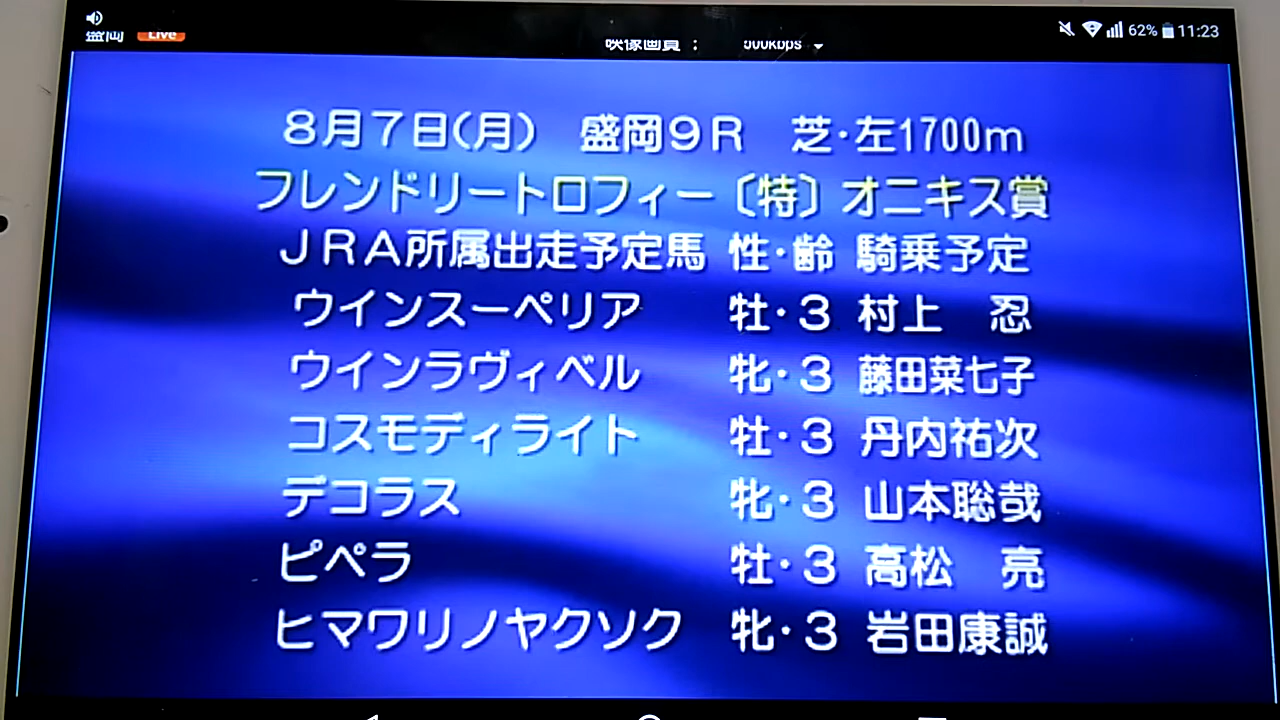 盛岡 Live 映像画質： 500kbps 62% 11:23
８月７日(月)　盛岡９Ｒ　芝・左1700ｍ
フレンドリートロフィー〔特〕オニキス賞
ＪＲＡ所属出走予定馬 性・齢 騎乗予定
ウインスーペリア 牡・３ 村上　忍
ウインラヴィベル 牝・３ 藤田菜七子
コスモディライト 牡・３ 丹内祐次
デコラス 牝・３ 山本聡哉
ピペラ 牡・３ 高松　亮
ヒマワリノヤクソク 牝・３ 岩田康誠